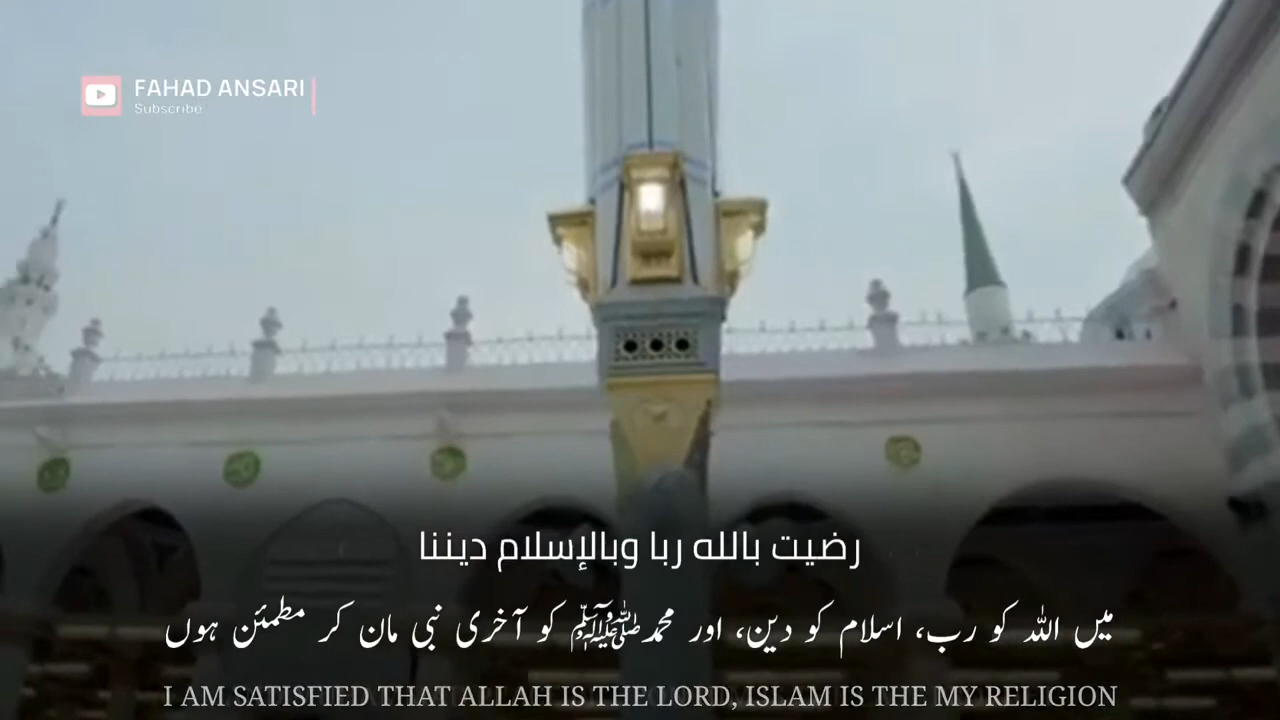 FAHAD ANSARI
Subscribe
رضيت بالله ربا وبالإسلام ديننا
میں اللہ کو رب، اسلام کو دین، اور محمدﷺ کو آخری نبی مان کر مطمئن ہوں
I AM SATISFIED THAT ALLAH IS THE LORD, ISLAM IS THE MY RELIGION